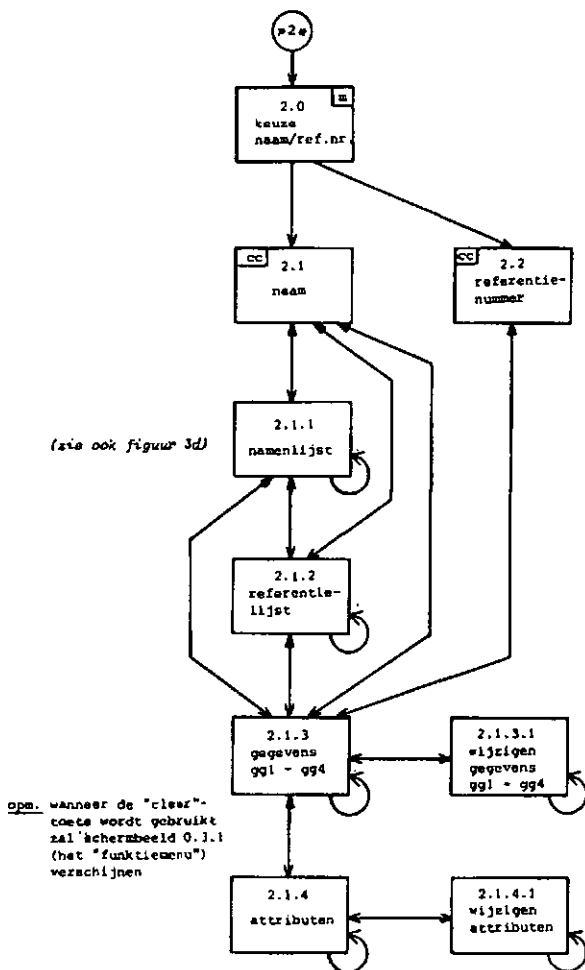 p2*
m
2.0
keuze
naam/ref.nr.
cc
2.1
naam
cc
2.2
referentie-
nummer
(zie ook figuur 3d)
2.1.1
namenlijst
2.1.2
referentie-
lijst
2.1.3
gegevens
gg1 - gg4
2.1.3.1
wijzigen
gegevens
gg1 - gg4
opm. wanneer de "clear"-
toets wordt gebruikt
zal schermbeeld 0.1.1
(het "funktiemenu")
verschijnen
2.1.4
attributen
2.1.4.1
wijzigen
attributen